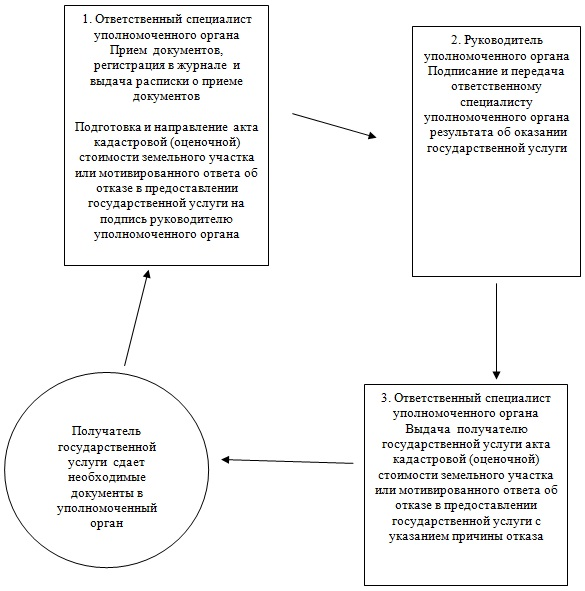 1. Ответственный специалист
уполномоченного органа
Прием документов,
регистрация в журнале и
выдача расписки о приеме
документов
Подготовка и направление акта
кадастровой (оценочной)
стоимости земельного участка
или мотивированного ответа об
отказе в предоставлении
государственной услуги на
подпись руководителю
уполномоченного органа
2. Руководитель
уполномоченного органа
Подписание и передача
ответственному
специалисту
уполномоченного органа
результата об оказании
государственной услуги
3. Ответственный специалист
уполномоченного органа
Выдача получателю
государственной услуги акта
кадастровой (оценочной)
стоимости земельного участка
или мотивированного ответа об
отказе в предоставлении
государственной услуги с
указанием причины отказа
Получатель
государственной
услуги сдает
необходимые
документы в
уполномоченный
орган